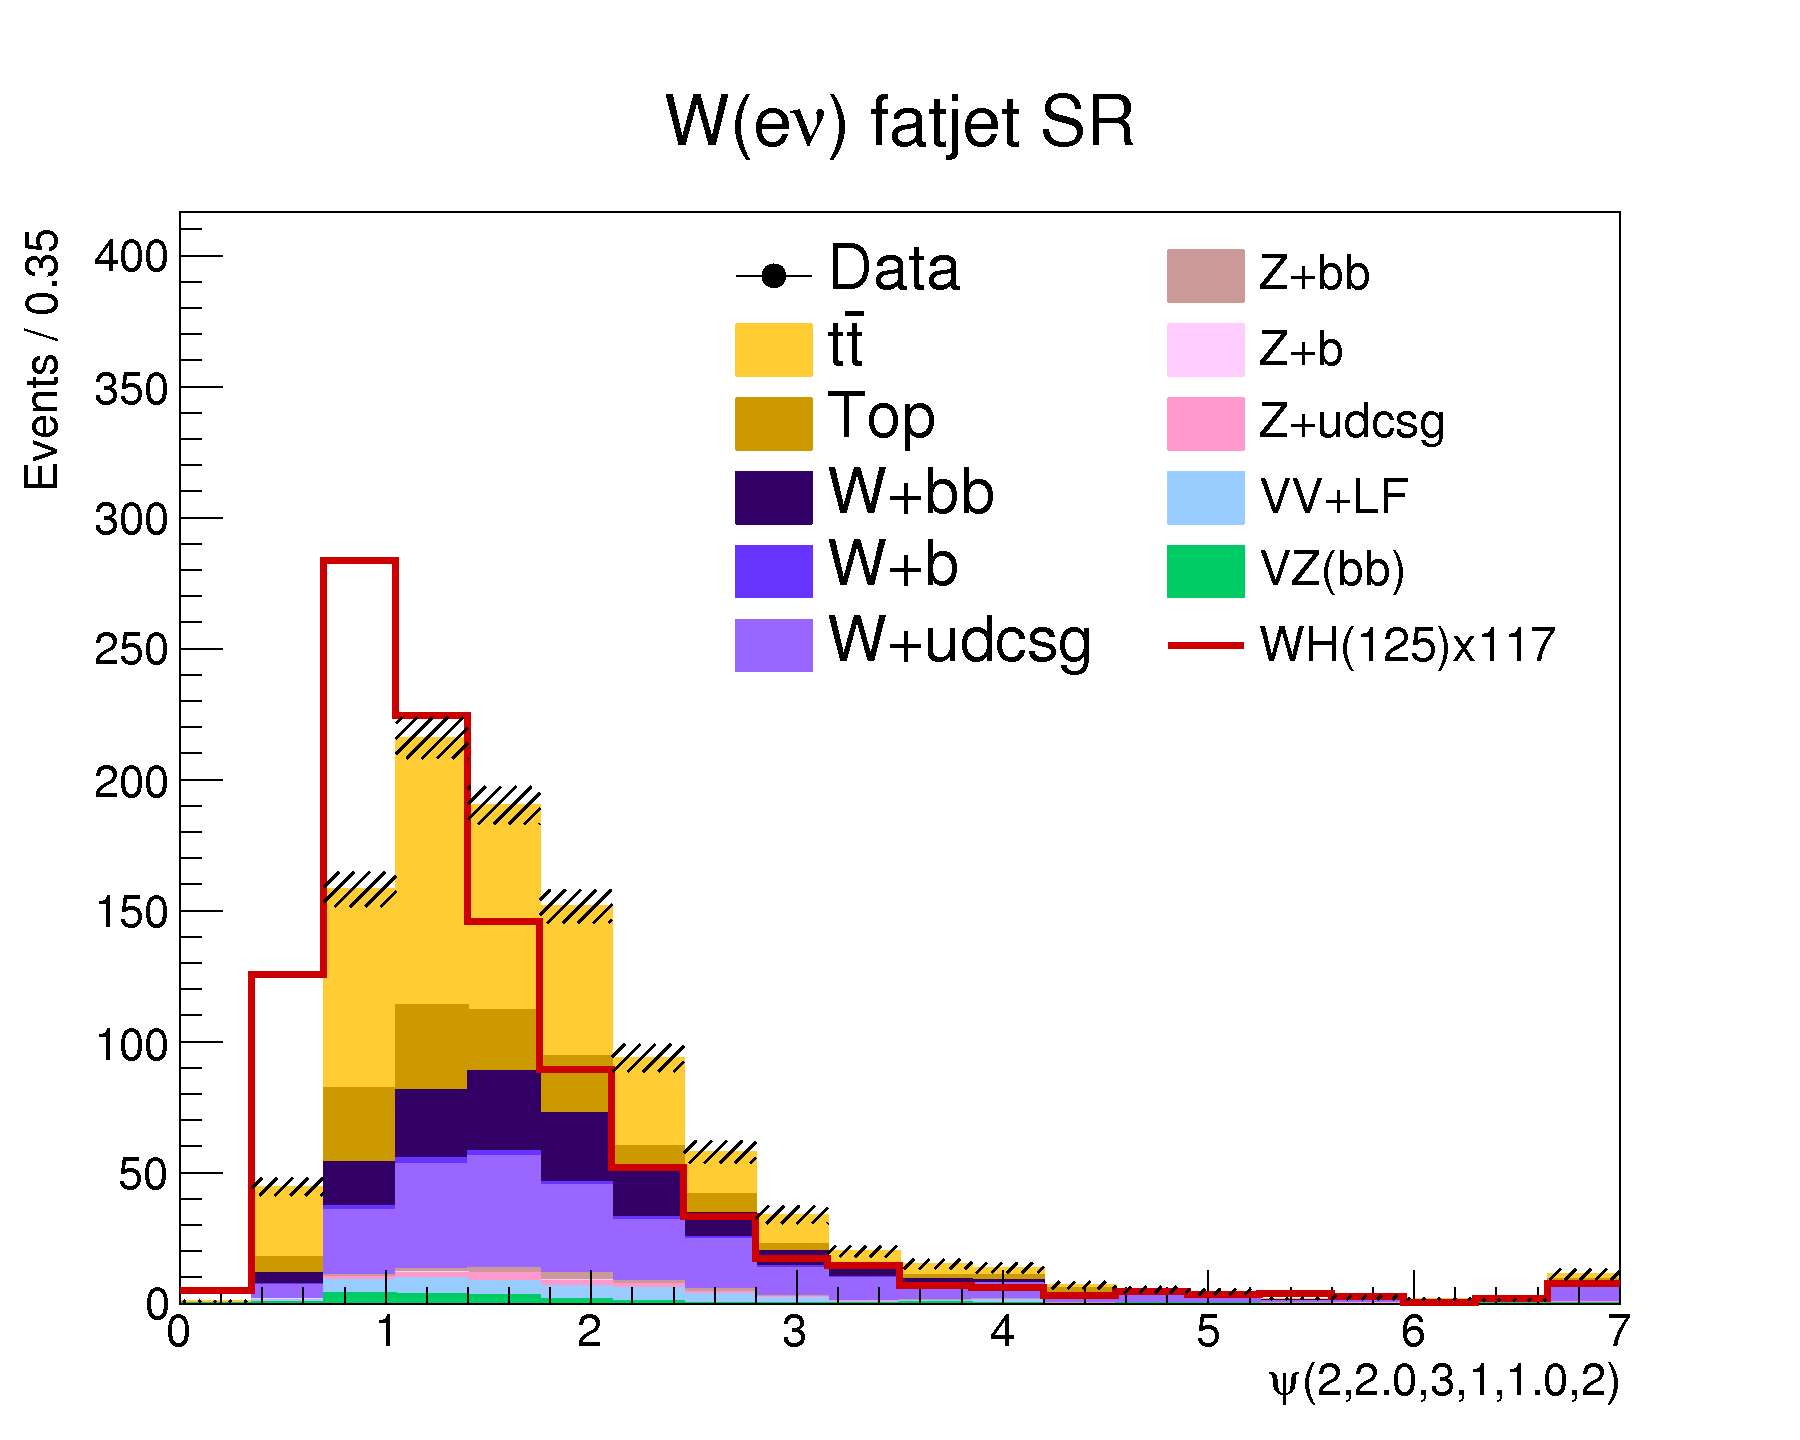 W(eν) fatjet SR
Events / 0.35
400
350
300
250
200
150
100
50
0
Data
tt̄
Top
W+bb
W+b
W+udcsg
Z+bb
Z+b
Z+udcsg
VV+LF
VZ(bb)
WH(125)x117
0 1 2 3 4 5 6 7
ψ(2,2.0,3,1,1.0,2)